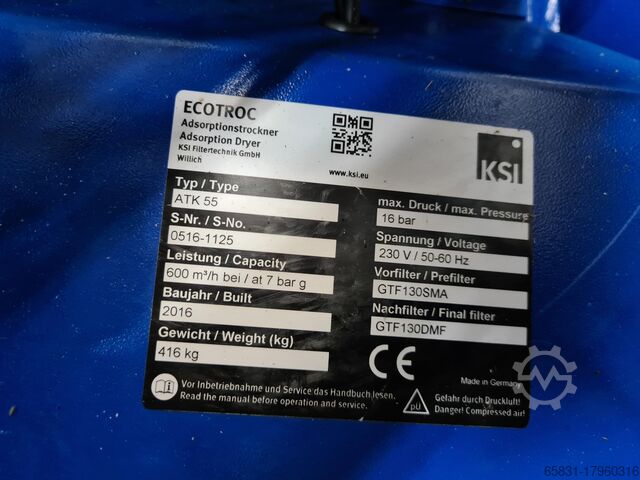 ECOTROC
Adsorptionstrockner
Adsorption Dryer
KSI Filtertechnik GmbH
Willich
www.ksi.eu
KSI
Typ / Type
ATK 55
S-Nr. / S-No.
0516-1125
Leistung / Capacity
600 m³/h bei / at 7 bar g
Baujahr / Built
2016
Gewicht / Weight (kg)
416 kg
max. Druck / max. Pressure
16 bar
Spannung / Voltage
230 V / 50-60 Hz
Vorfilter / Prefilter
GTF130SMA
Nachfilter / Final filter
GTF130DMF
CE
Made in Germany
Vor Inbetriebnahme und Service das Handbuch lesen.
Read the manual before operation and service.
pü
Gefahr durch Druckluft!
Danger! Compressed air!
65831-17960316